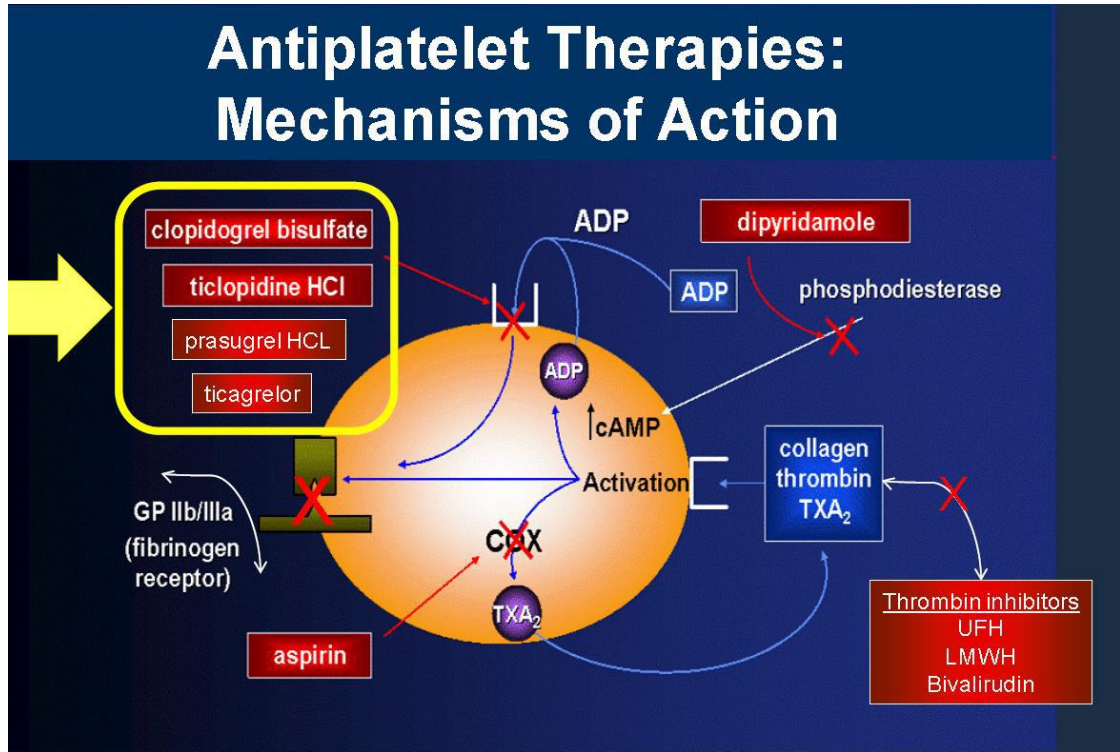 Antiplatelet Therapies:
Mechanisms of Action
clopidogrel bisulfate
ticlopidine HCl
prasugrel HCL
ticagrelor
ADP
dipyridamole
ADP
phosphodiesterase
ADP
↑cAMP
Activation
collagen
thrombin
TXA₂
GP IIb/IIIa
(fibrinogen
receptor)
COX
TXA₂
aspirin
Thrombin inhibitors
UFH
LMWH
Bivalirudin